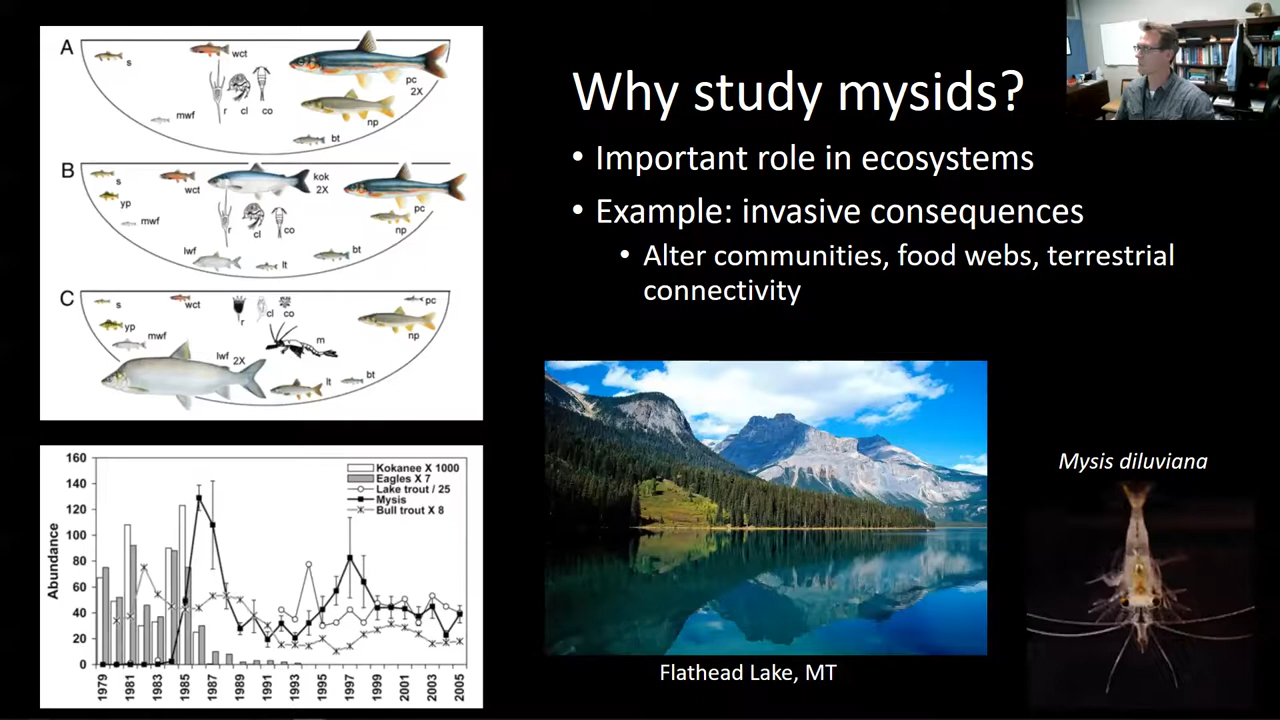 Why study mysids?
• Important role in ecosystems
• Example: invasive consequences
• Alter communities, food webs, terrestrial
connectivity
A
s
wct
pc
2X
mwf
r
cl
co
np
bt
B
s
wct
kok
2X
yp
pc
mwf
r
cl
co
np
lwf
lt
bt
C
s
wct
r
cl
co
pc
yp
mwf
m
np
lwf 2X
lt
bt
Abundance
160
140
120
100
80
60
40
20
0
Kokanee X 1000
Eagles X 7
Lake trout / 25
Mysis
Bull trout X 8
1979
1981
1983
1985
1987
1989
1991
1993
1995
1997
1999
2001
2003
2005
Flathead Lake, MT
Mysis diluviana